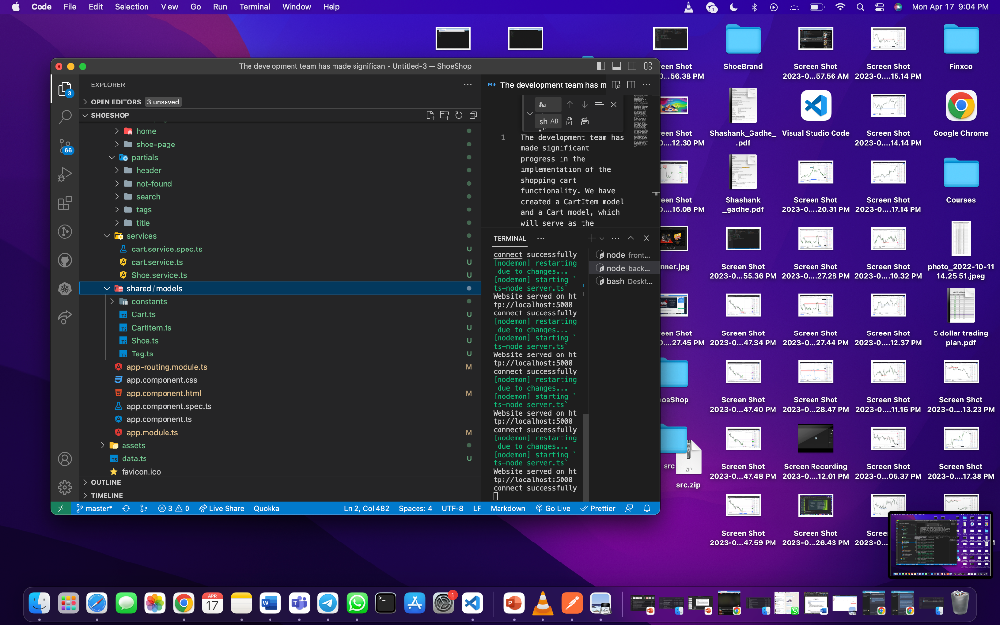 Code File Edit Selection View Go Run Terminal Window Help
1
Mon Apr 17 9:04 PM
The development team has made significan • Untitled-3 — ShoeShop
EXPLORER
3
66
OPEN EDITORS 3 unsaved
SHOESHOP
home
shoe-page
partials
header
not-found
search
tags
title
services
cart.service.spec.ts U
cart.service.ts U
Shoe.service.ts U
shared/models
constants
Cart.ts U
CartItem.ts U
Shoe.ts U
Tag.ts U
app-routing.module.ts M
app.component.css
app.component.html M
app.component.spec.ts
app.component.ts
app.module.ts M
assets
data.ts U
favicon.ico
OUTLINE
TIMELINE
The development team has m
Aa
sh AB
1 The development team has
made significant
progress in the
implementation of the
shopping cart
functionality. We have
created a CartItem model
and a Cart model, which
will serve as the
TERMINAL
connect successfully
[nodemon] restarting
due to changes...
[nodemon] starting `
ts-node server.ts`
Website served on ht
tp://localhost:5000
connect successfully
[nodemon] restarting
due to changes...
[nodemon] starting `
ts-node server.ts`
Website served on ht
tp://localhost:5000
connect successfully
[nodemon] restarting
due to changes...
[nodemon] starting `
ts-node server.ts`
Website served on ht
tp://localhost:5000
connect successfully
[nodemon] restarting
due to changes...
[nodemon] starting `
ts-node server.ts`
Website served on ht
tp://localhost:5000
connect successfully
node front...
node back...
bash Deskt...
master* 3 0 Live Share Quokka Ln 2, Col 482 Spaces: 4 UTF-8 LF Markdown Go Live Prettier
een Shot
0...56.38 PM
ShoeBrand
Screen Shot
2023-0...57.56 AM
Screen Shot
2023-0....15.14 PM
Finxco
een Shot
0....12.30 PM
Shashank_Gadhe_
.pdf
Visual Studio Code
Screen Shot
2023-0....14.14 PM
Google Chrome
een Shot
0....16.08 PM
Shashank
_gadhe.pdf
Screen Shot
2023-0....20.31 PM
Screen Shot
2023-0....17.14 PM
Courses
nner.jpg
Screen Shot
2023-0....55.36 PM
Screen Shot
2023-0....27.28 PM
Screen Shot
2023-0....10.32 PM
photo_2022-10-11
14.25.51.jpeg
een Shot
0....27.45 PM
Screen Shot
2023-0...47.34 PM
Screen Shot
2023-0...27.44 PM
Screen Shot
2023-0....12.37 PM
5 dollar trading
plan.pdf
oeShop
Screen Shot
2023-0...47.40 PM
Screen Shot
2023-0...28.47 PM
Screen Shot
2023-0....11.16 PM
Screen Shot
2023-0....13.23 PM
src
ZIP
src.zip
Screen Shot
2023-0...47.48 PM
Screen Recording
2023-0....12.01 PM
Screen Shot
2023-0...05.37 PM
Screen Shot
2023-0....17.38 PM
Screen Shot
2023-0...47.59 PM
Screen Shot
2023-0...26.43 PM
Scree
2023-0...
APR
17
1